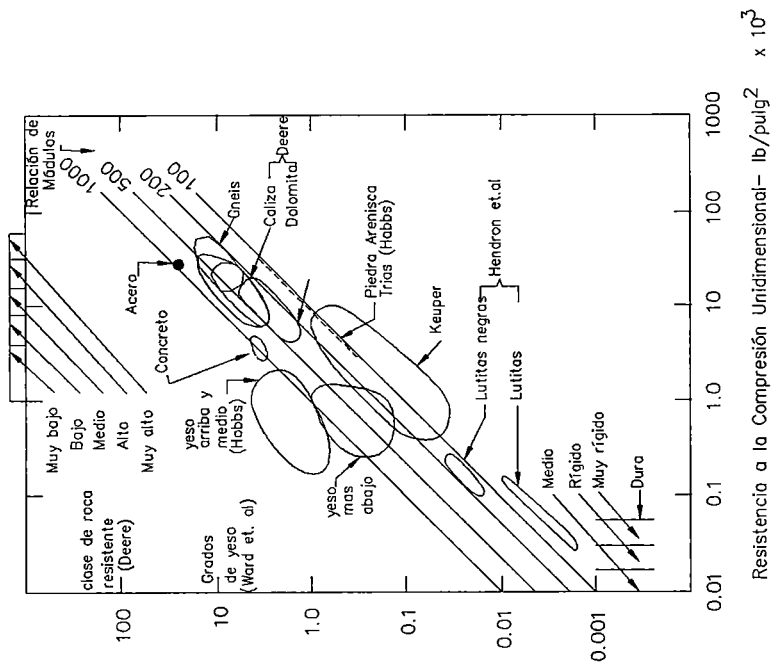 Relación de
Módulos
1000
500
200
100
Muy bajo
Bajo
Medio
Alto
Muy alto
clase de roca
resistente
(Deere)
Grados
de yeso
(Ward et. al)
Acero
Concreto
yeso
arriba y
medio
(Habbs)
Gneis
Caliza
Dolomita
Deere
Piedra Arenisca
Trias (Habbs)
Keuper
yeso
mas
abajo
Lutitas negras
Hendron et.al
Lutitas
Medio
Rígido
Muy rígido
Dura
100
10
1.0
0.1
0.01
0.001
0.01
0.1
1.0
10
100
1000
Resistencia a la Compresión Unidimensional- lb/pulg2 x 103